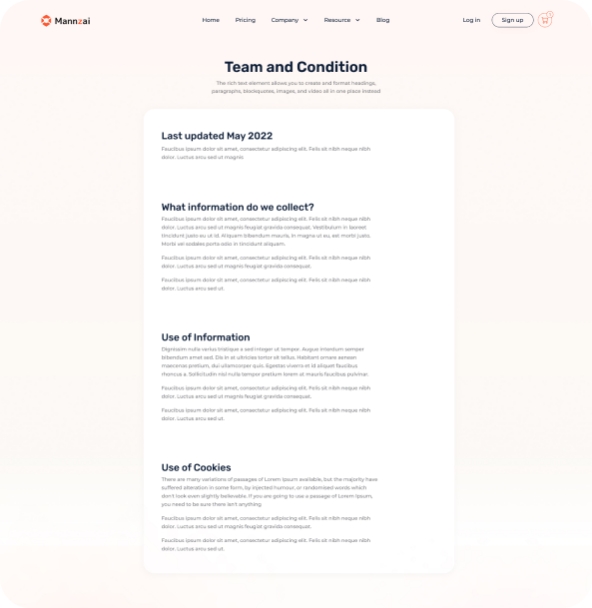 Mannzai
Home Pricing Company Resource Blog Log in Sign up
Team and Condition
The rich text element allows you to create and format headings,
paragraphs, blockquotes, images, and video all in one place instead
Last updated May 2022
Faucibus ipsum dolor sit amet, consectetur adipiscing elit. Felis sit nibh neque nibh
dolor. Luctus arcu sed ut magnis
What information do we collect?
Faucibus ipsum dolor sit amet, consectetur adipiscing elit. Felis sit nibh neque nibh
dolor. Luctus arcu sed ut magnis feugiat gravida consequat. Vestibulum in laoreet
tincidunt justo eu ut id. Aliquam bibendum mauris, in magna ut eu, est morbi justo.
Morbi vel sodales porta odio in tincidunt aliquam.
Faucibus ipsum dolor sit amet, consectetur adipiscing elit. Felis sit nibh neque nibh
dolor. Luctus arcu sed ut magnis feugiat gravida consequat.
Faucibus ipsum dolor sit amet, consectetur adipiscing elit. Felis sit nibh neque nibh
dolor. Luctus arcu sed ut.
Use of Information
Dignissim nulla varius tristique a sed integer ut tempor. Augue interdum semper
bibendum amet sed. Dis in at ultricies tortor sit tellus. Habitant ornare aenean
maecenas pretium, dui ullamcorper quis. Egestas viverra et id aliquet faucibus
rhoncus a. Sollicitudin nisl nulla tempor pretium lorem ut mauris faucibus pulvinar.
Faucibus ipsum dolor sit amet, consectetur adipiscing elit. Felis sit nibh neque nibh
dolor. Luctus arcu sed ut magnis feugiat gravida consequat.
Faucibus ipsum dolor sit amet, consectetur adipiscing elit. Felis sit nibh neque nibh
dolor. Luctus arcu sed ut.
Use of Cookies
There are many variations of passages of Lorem Ipsum available, but the majority have
suffered alteration in some form, by injected humour, or randomised words which
don't look even slightly believable. If you are going to use a passage of Lorem Ipsum,
you need to be sure there isn't anything
Faucibus ipsum dolor sit amet, consectetur adipiscing elit. Felis sit nibh neque nibh
dolor. Luctus arcu sed ut magnis feugiat gravida consequat.
Faucibus ipsum dolor sit amet, consectetur adipiscing elit. Felis sit nibh neque nibh
dolor. Luctus arcu sed ut.